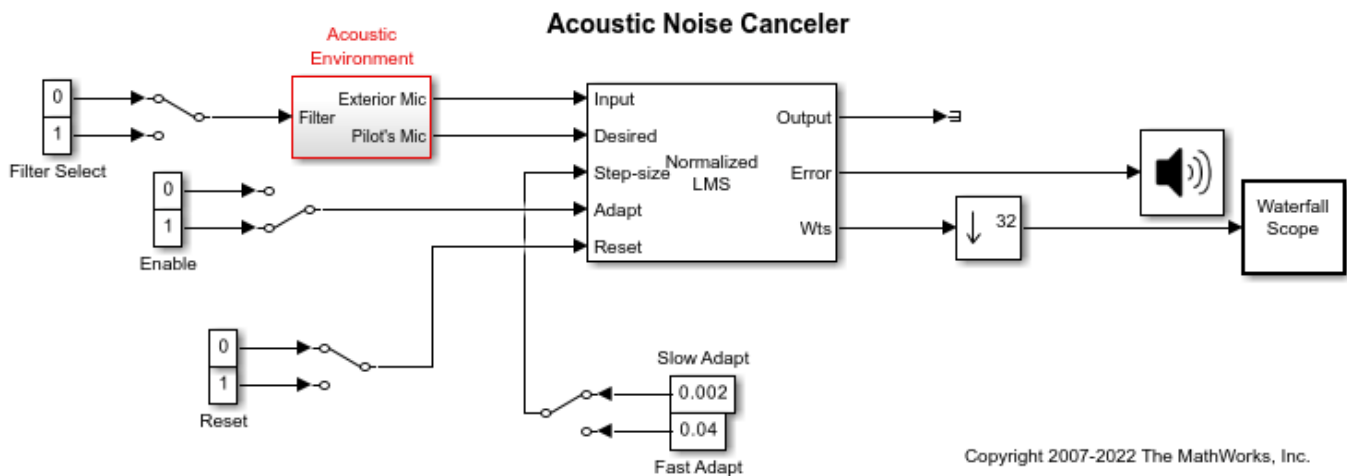 Acoustic Noise Canceler
Acoustic
Environment
0
1
Filter Select
Filter
Exterior Mic
Pilot's Mic
0
1
Enable
0
1
Reset
Input
Desired
Step-size
Adapt
Reset
Normalized
LMS
Output
Error
Wts
32
Waterfall
Scope
Slow Adapt
0.002
0.04
Fast Adapt
Copyright 2007-2022 The MathWorks, Inc.